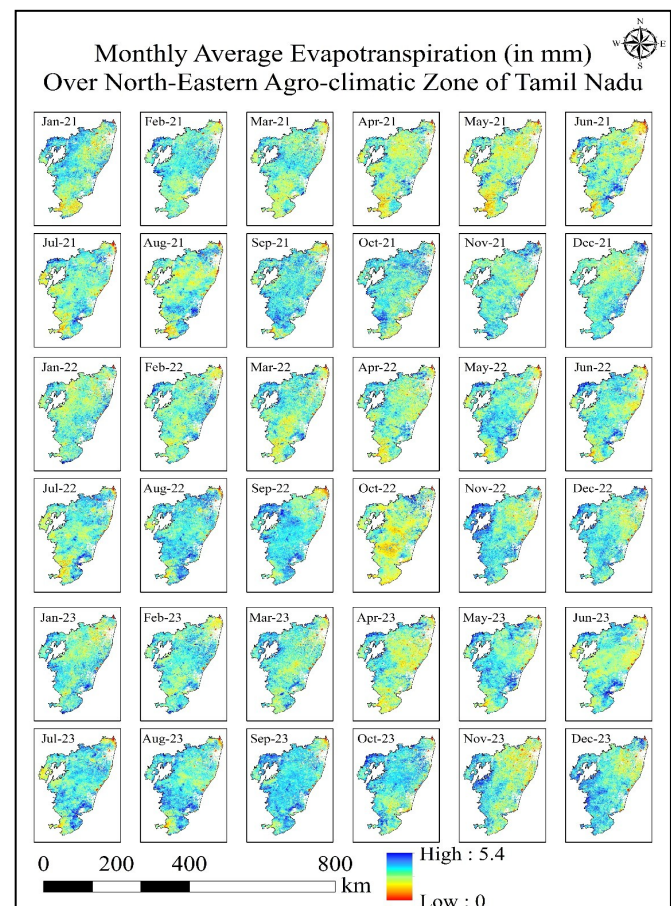 N
W E
S
Monthly Average Evapotranspiration (in mm)
Over North-Eastern Agro-climatic Zone of Tamil Nadu
Jan-21 Feb-21 Mar-21 Apr-21 May-21 Jun-21
Jul-21 Aug-21 Sep-21 Oct-21 Nov-21 Dec-21
Jan-22 Feb-22 Mar-22 Apr-22 May-22 Jun-22
Jul-22 Aug-22 Sep-22 Oct-22 Nov-22 Dec-22
Jan-23 Feb-23 Mar-23 Apr-23 May-23 Jun-23
Jul-23 Aug-23 Sep-23 Oct-23 Nov-23 Dec-23
0 200 400 800
km
High : 5.4
Low : 0